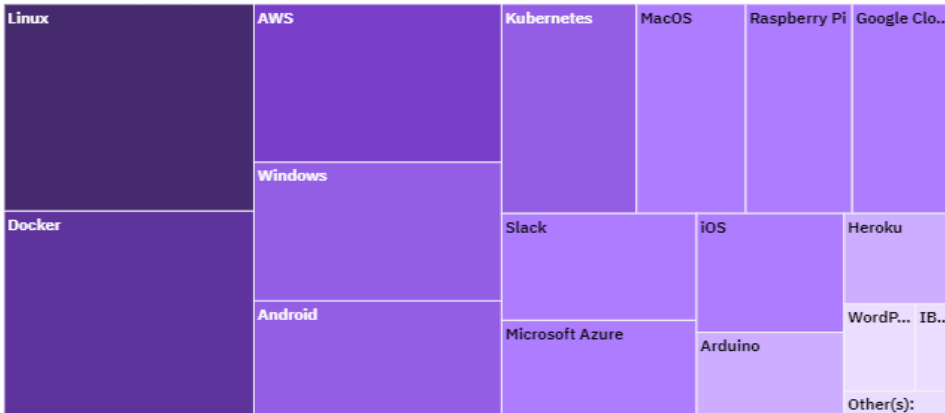 Linux
Docker
AWS
Windows
Android
Kubernetes
MacOS
Raspberry Pi
Google Clo...
Slack
Microsoft Azure
iOS
Arduino
Heroku
WordP...
IB...
Other(s):